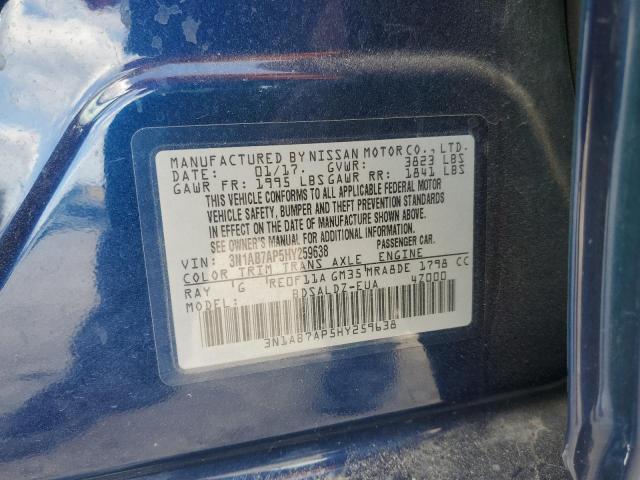 MANUFACTURED BY NISSAN MOTOR CO., LTD.
DATE: 01/17. GVWR: 3823 LBS
GAWR FR: 1995 LBS GAWR RR: 1841 LBS
THIS VEHICLE CONFORMS TO ALL APPLICABLE FEDERAL MOTOR
VEHICLE SAFETY, BUMPER AND THEFT PREVENTION STANDARDS
IN EFFECT ON THE DATE OF MANUFACTURE SHOWN ABOVE.
SEE OWNER'S MANUAL FOR ADDITIONAL INFORMATION.
VIN: 3N1AB7AP5HY259638 PASSENGER CAR.
COLOR TRIM TRANS AXLE ENGINE
RAY 'G RE0F11A GM35 MRA8DE 1798 CC
MODEL: BDSALDZ-EUA 47000
3N1AB7AP5HY259638